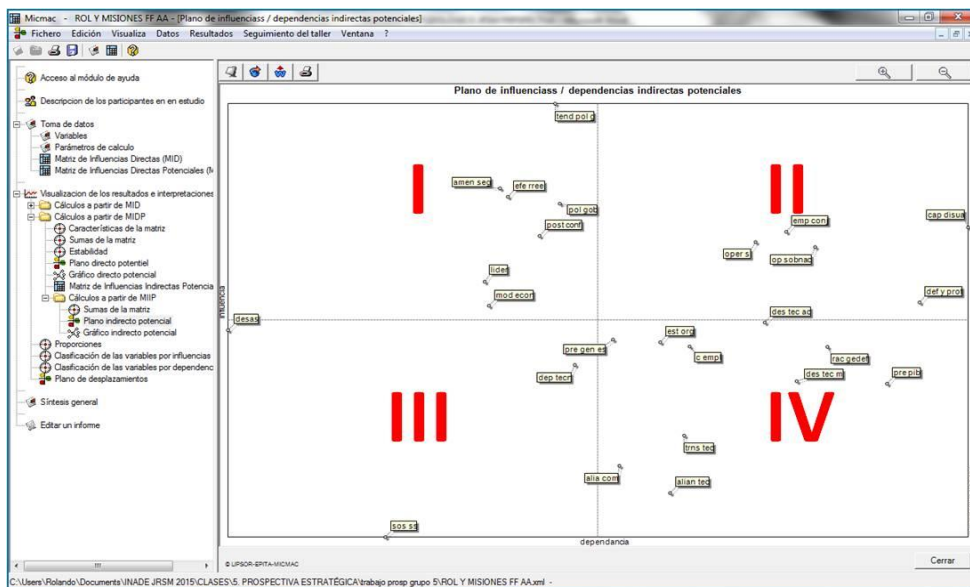 Micmac - ROL Y MISIONES FF AA - [Plano de influenciass / dependencias indirectas potenciales]
Fichero Edición Visualiza Datos Resultados Seguimiento del taller Ventana ?
Acceso al módulo de ayuda
Descripcion de los participantes en en estudio
Toma de datos
Variables
Parámetros de calculo
Matriz de Influencias Directas (MID)
Matriz de Influencias Directas Potenciales (M
Visualizacion de los resultados e interpretaciones
Cálculos a partir de MID
Cálculos a partir de MIDP
Características de la matriz
Sumas de la matriz
Estabilidad
Plano directo potentiel
Gráfico directo potencial
Matriz de Influencias Indirectas Potencia
Cálculos a partir de MIIP
Sumas de la matriz
Plano indirecto potencial
Gráfico indirecto potencial
Proporciones
Clasificación de las variables por influencias
Clasificación de las variables por dependenc
Plano de desplazamientos
Síntesis general
Editar un informe
Plano de influenciass / dependencias indirectas potenciales
tend pol g
I
II
amen seg
efe rree
pol gob
post conf
emp con
cap disua
oper s
op sobnac
lider
mod econ
def y pro
influencia
desas
des tec ac
est org
pre gen es
c empl
rac gedef
dep tecn
des tec m
pre pib
III
IV
trns tec
alia com
alian tec
sos ss
dependancia
© LIPSOR-EPITA-MICMAC
Cerrar
C:\Users\Rolando\Documents\INADE JRSM 2015\CLASES\5. PROSPECTIVA ESTRATÉGICA\trabajo prosp grupo 5\ROL Y MISIONES FF AA.xml -